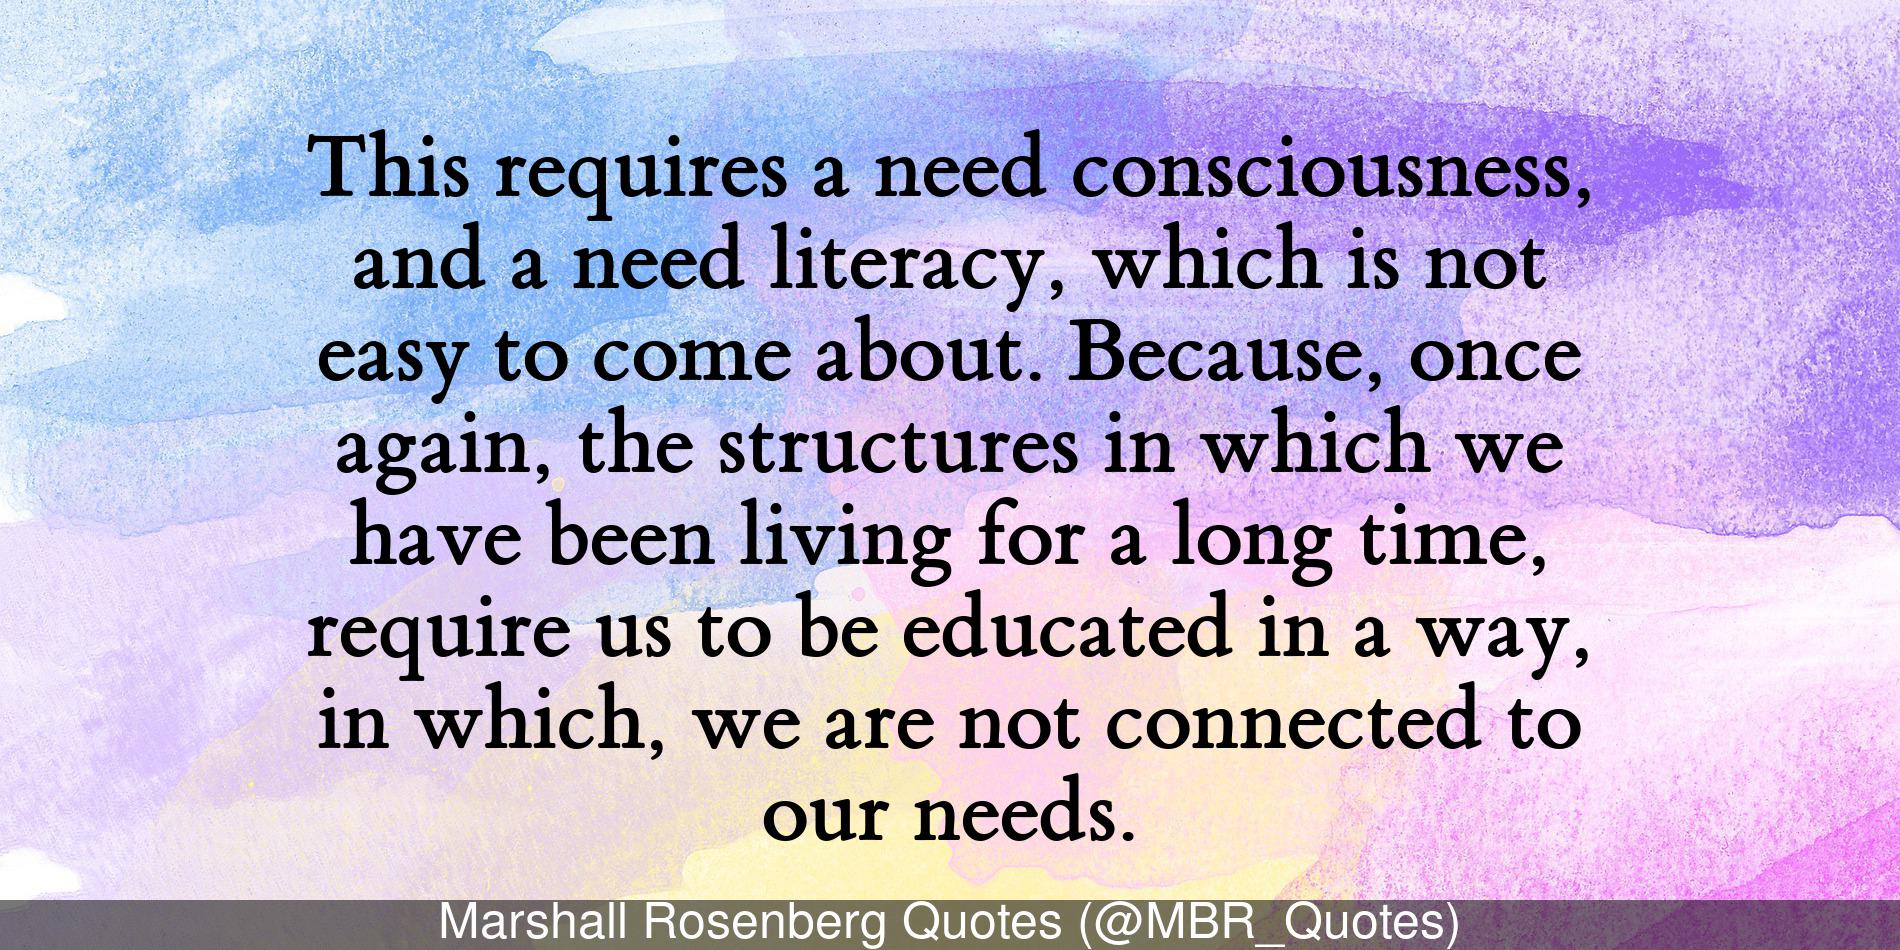 This requires a need consciousness,
and a need literacy, which is not
easy to come about. Because, once
again, the structures in which we
have been living for a long time,
require us to be educated in a way,
in which, we are not connected to
our needs.
Marshall Rosenberg Quotes (@MBR_Quotes)